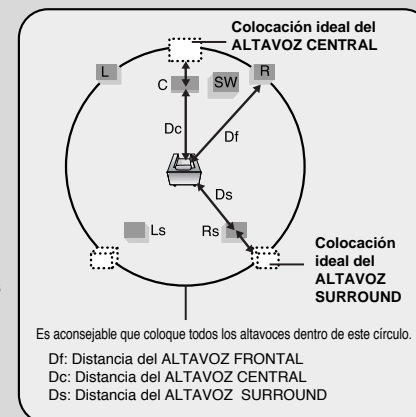 Colocación ideal del
ALTAVOZ CENTRAL
L
R
C
SW
Dc
Df
Ds
Ls
Rs
Colocación
ideal del
ALTAVOZ
SURROUND
Es aconsejable que coloque todos los altavoces dentro de este círculo.
Df: Distancia del ALTAVOZ FRONTAL
Dc: Distancia del ALTAVOZ CENTRAL
Ds: Distancia del ALTAVOZ SURROUND